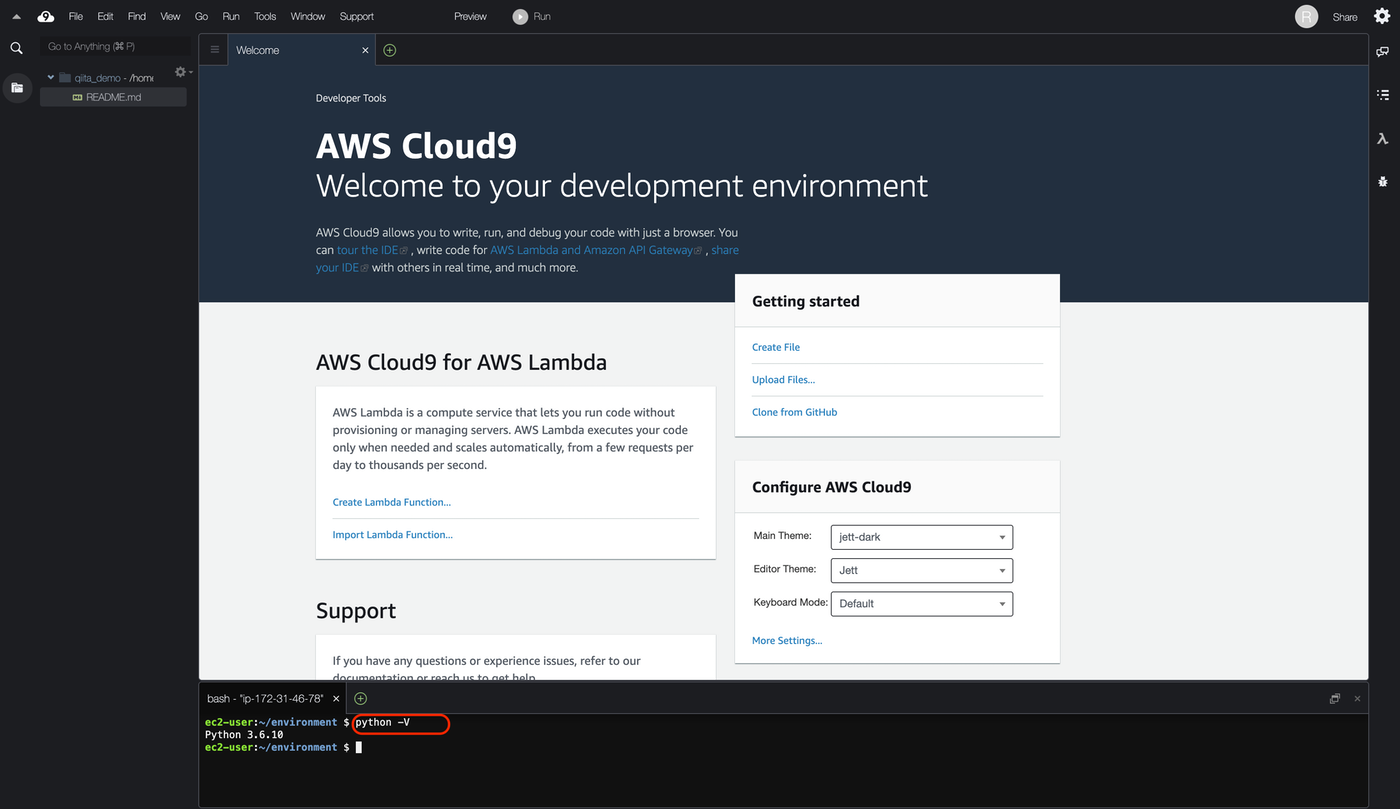 9 File Edit Find View Go Run Tools Window Support Preview Run R Share
Go to Anything (⌘ P)
Welcome
qiita_demo - /home
README.md
Developer Tools
AWS Cloud9
Welcome to your development environment
AWS Cloud9 allows you to write, run, and debug your code with just a browser. You
can tour the IDE , write code for AWS Lambda and Amazon API Gateway , share
your IDE with others in real time, and much more.
Getting started
Create File
Upload Files...
Clone from GitHub
AWS Cloud9 for AWS Lambda
AWS Lambda is a compute service that lets you run code without
provisioning or managing servers. AWS Lambda executes your code
only when needed and scales automatically, from a few requests per
day to thousands per second.
Create Lambda Function...
Import Lambda Function...
Configure AWS Cloud9
Main Theme: jett-dark
Editor Theme: Jett
Keyboard Mode: Default
More Settings...
Support
If you have any questions or experience issues, refer to our
documentation or reach us to get help.
bash - "ip-172-31-46-78"
ec2-user:~/environment $ python -V
Python 3.6.10
ec2-user:~/environment $